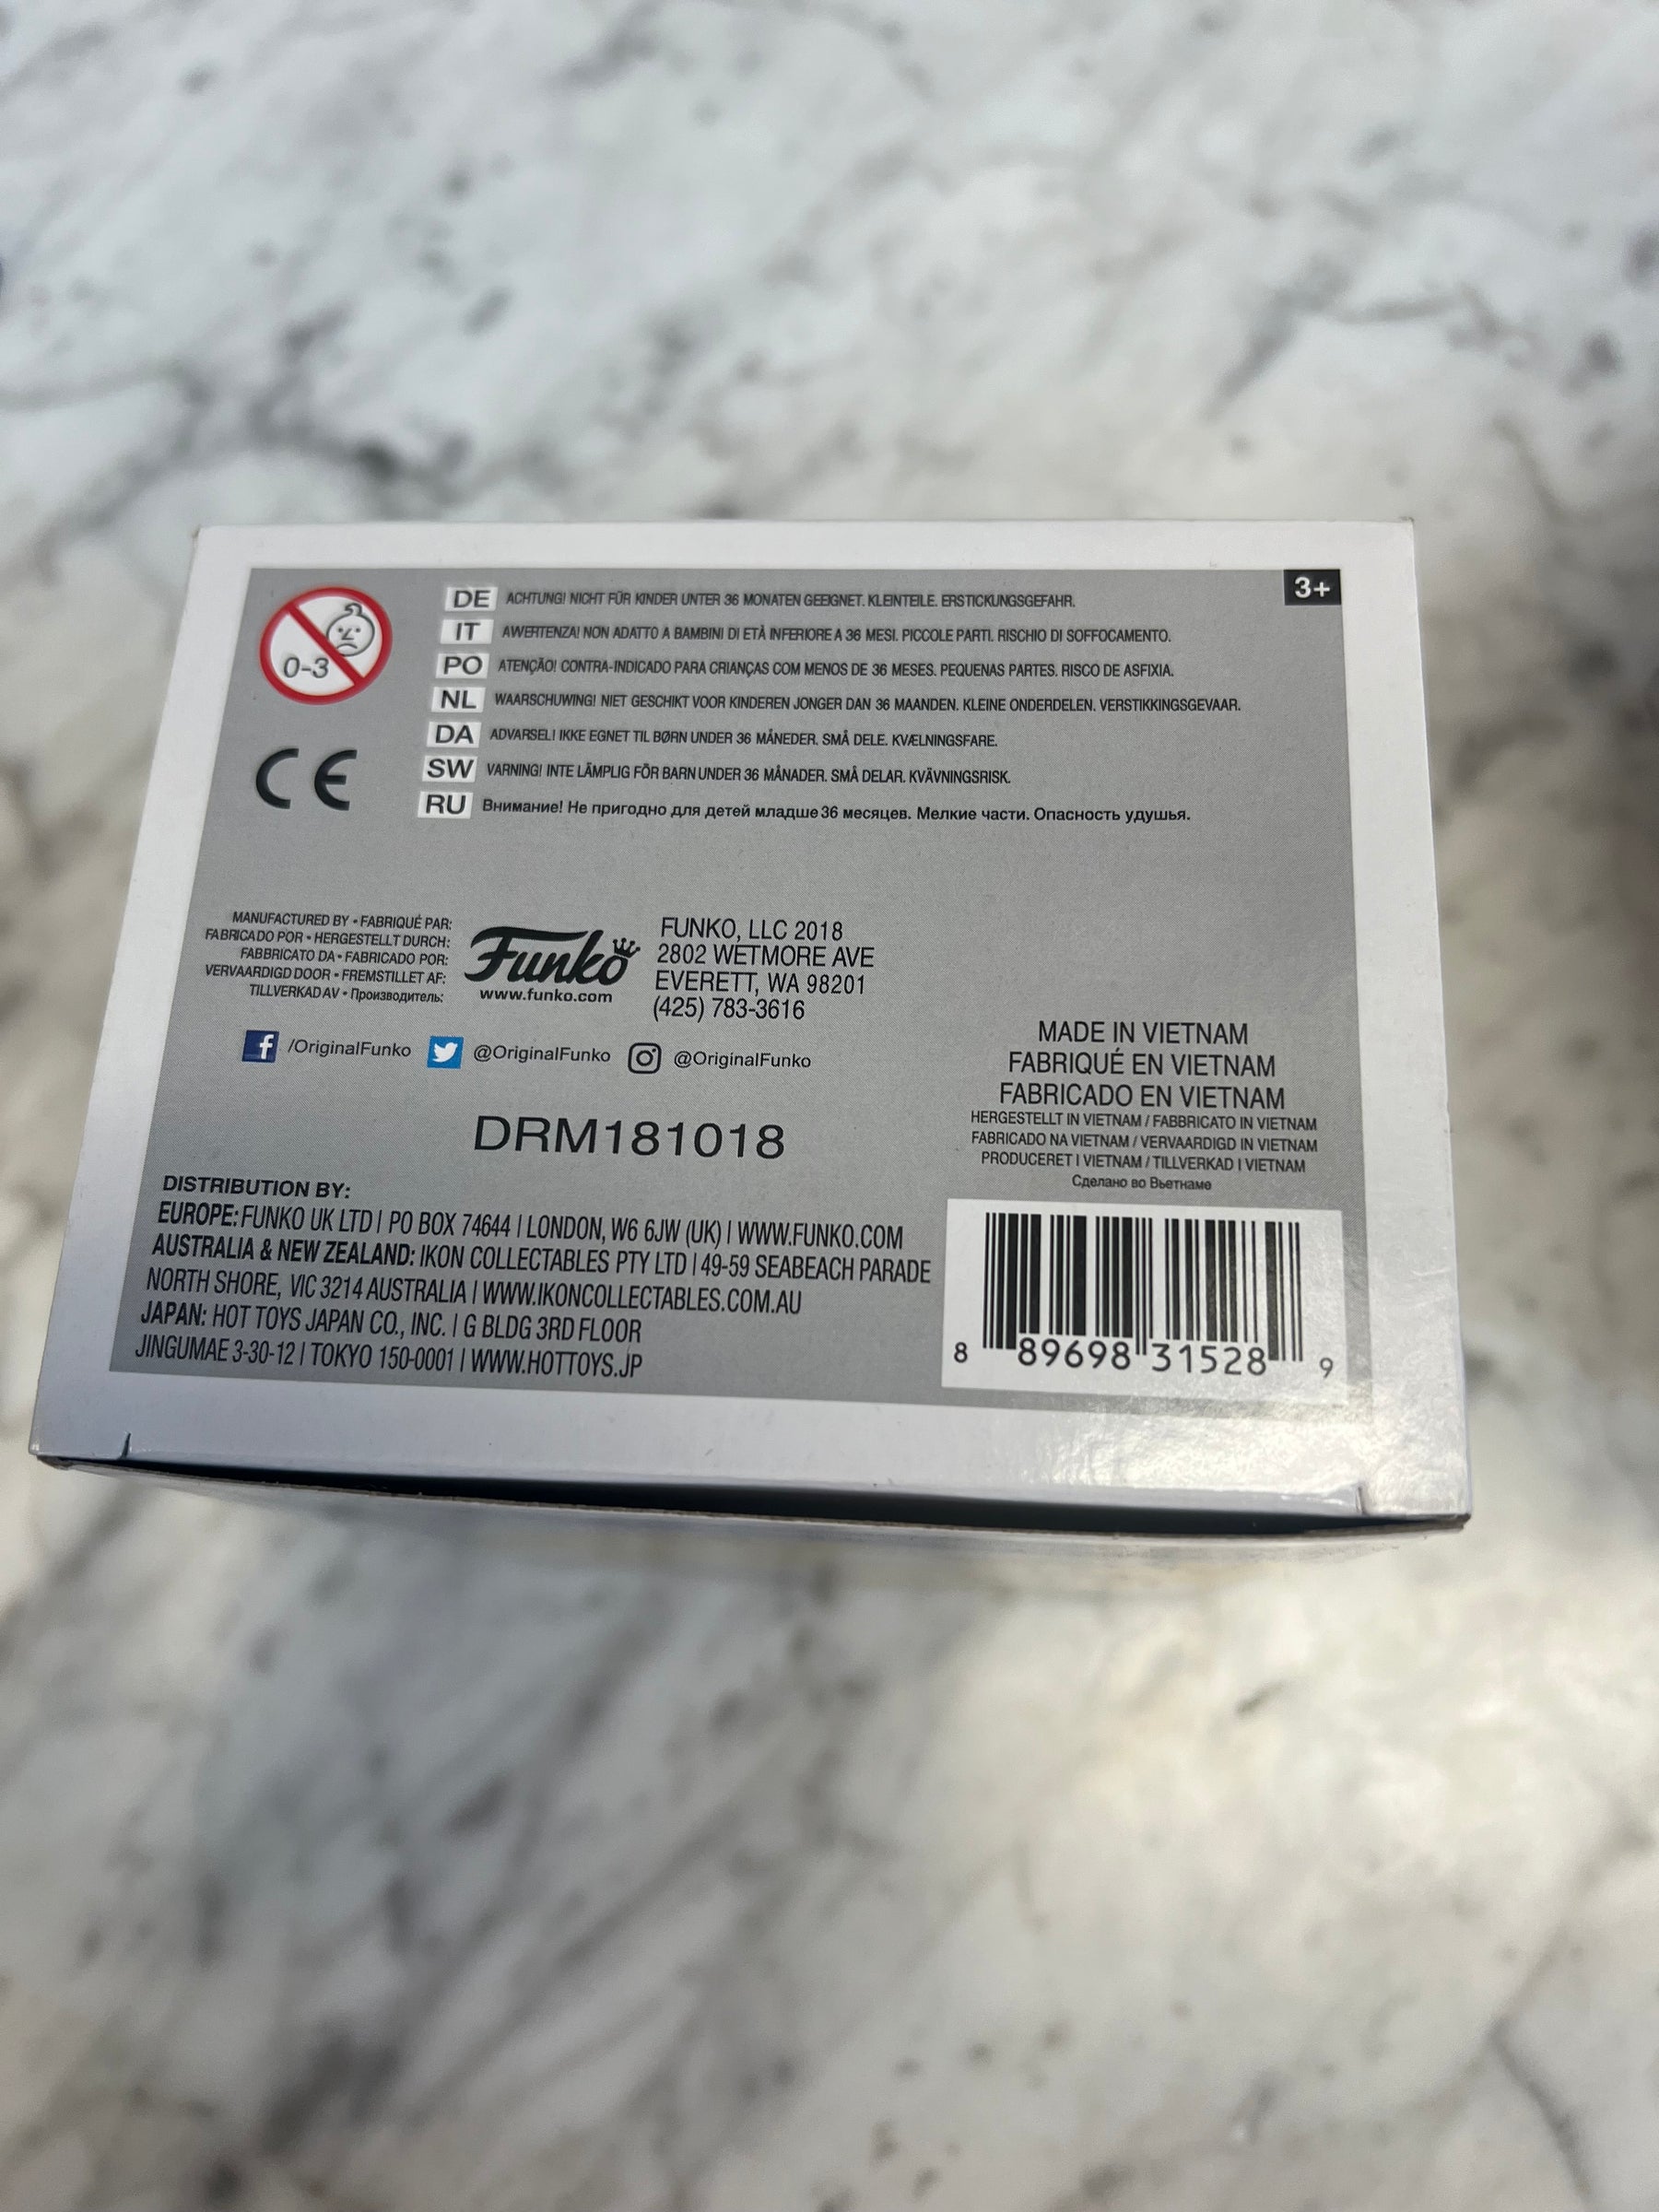 3+
0-3
DE ACHTUNG! NICHT FÜR KINDER UNTER 36 MONATEN GEEIGNET. KLEINTEILE. ERSTICKUNGSGEFAHR.
IT AWERTENZA! NON ADATTO A BAMBINI DI ETÀ INFERIORE A 36 MESI. PICCOLE PARTI. RISCHIO DI SOFFOCAMENTO.
PO ATENÇÃO! CONTRA-INDICADO PARA CRIANÇAS COM MENOS DE 36 MESES. PEQUENAS PARTES. RISCO DE ASFIXIA.
NL WAARSCHUWING! NIET GESCHIKT VOOR KINDEREN JONGER DAN 36 MAANDEN. KLEINE ONDERDELEN. VERSTIKKINGSGEVAAR.
DA ADVARSEL! IKKE EGNET TIL BØRN UNDER 36 MÅNEDER. SMÅ DELE. KVÆLNINGSFARE.
SW VARNING! INTE LÄMPLIG FÖR BARN UNDER 36 MÅNADER. SMÅ DELAR. KVÄVNINGSRISK.
RU Внимание! Не пригодно для детей младше 36 месяцев. Мелкие части. Опасность удушья.
CE
MANUFACTURED BY • FABRIQUÉ PAR:
FABRICADO POR • HERGESTELLT DURCH:
FABBRICATO DA • FABRICADO POR:
VERVAARDIGD DOOR • FREMSTILLET AF:
TILLVERKAD AV • Производитель:
Funko
www.funko.com
FUNKO, LLC 2018
2802 WETMORE AVE
EVERETT, WA 98201
(425) 783-3616
/OriginalFunko @OriginalFunko @OriginalFunko
DRM181018
MADE IN VIETNAM
FABRIQUÉ EN VIETNAM
FABRICADO EN VIETNAM
HERGESTELLT IN VIETNAM / FABBRICATO IN VIETNAM
FABRICADO NA VIETNAM / VERVAARDIGD IN VIETNAM
PRODUCERET I VIETNAM / TILLVERKAD I VIETNAM
Сделано во Вьетнаме
DISTRIBUTION BY:
EUROPE: FUNKO UK LTD | PO BOX 74644 | LONDON, W6 6JW (UK) | WWW.FUNKO.COM
AUSTRALIA & NEW ZEALAND: IKON COLLECTABLES PTY LTD | 49-59 SEABEACH PARADE
NORTH SHORE, VIC 3214 AUSTRALIA | WWW.IKONCOLLECTABLES.COM.AU
JAPAN: HOT TOYS JAPAN CO., INC. | G BLDG 3RD FLOOR
JINGUMAE 3-30-12 | TOKYO 150-0001 | WWW.HOTTOYS.JP
8 89698 31528 9